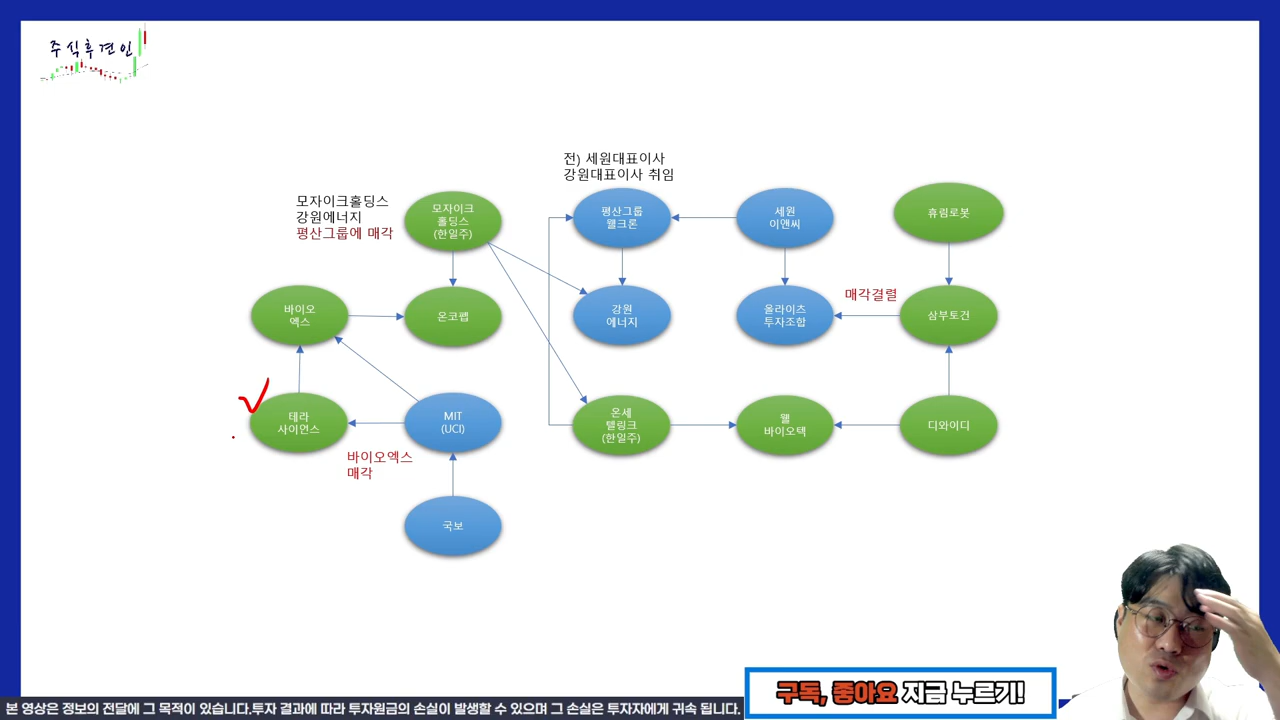 주식후견인
전) 세원대표이사
강원대표이사 취임
모자이크홀딩스
강원에너지
평산그룹에 매각
모자이크
홀딩스
(한일주)
평산그룹
웰크론
세원
이앤씨
휴림로봇
바이오
엑스
온코펩
강원
에너지
올라이츠
투자조합
매각결렬
삼부토건
테라
사이언스
MIT
(UCI)
온세
텔링크
(한일주)
웰
바이오텍
디와이디
바이오엑스
매각
국보
구독, 좋아요 지금 누르기!
본 영상은 정보의 전달에 그 목적이 있습니다.투자 결과에 따라 투자원금의 손실이 발생할 수 있으며 그 손실은 투자자에게 귀속 됩니다.